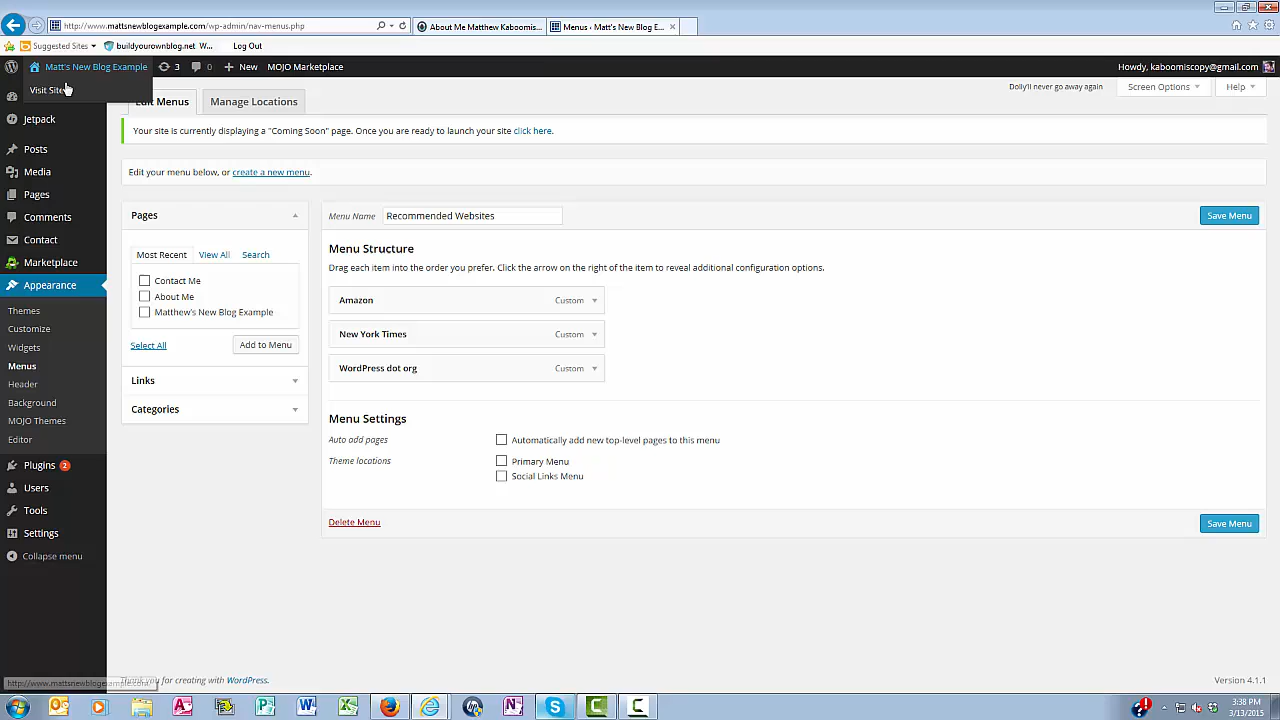 http://www.mattsnewblogexample.com/wp-admin/nav-menus.php
About Me Matthew Kaboomis...
Menus ‹ Matt's New Blog E...
Suggested Sites
buildyourownblog.net W...
Log Out
Matt's New Blog Example
3
0
New
MOJO Marketplace
Howdy, kaboomiscopy@gmail.com
Visit Site
Dolly'll never go away again
Screen Options
Help
Edit Menus
Manage Locations
Jetpack
Posts
Media
Pages
Comments
Contact
Marketplace
Appearance
Themes
Customize
Widgets
Menus
Header
Background
MOJO Themes
Editor
Plugins 2
Users
Tools
Settings
Collapse menu
Your site is currently displaying a "Coming Soon" page. Once you are ready to launch your site click here.
Edit your menu below, or create a new menu.
Pages
Most Recent
View All
Search
Contact Me
About Me
Matthew's New Blog Example
Select All
Add to Menu
Links
Categories
Menu Name
Recommended Websites
Save Menu
Menu Structure
Drag each item into the order you prefer. Click the arrow on the right of the item to reveal additional configuration options.
Amazon Custom
New York Times Custom
WordPress dot org Custom
Menu Settings
Auto add pages
Automatically add new top-level pages to this menu
Theme locations
Primary Menu
Social Links Menu
Delete Menu
Save Menu
http://www.mattsnewblogexample.com/
you for creating with WordPress.
Version 4.1.1
3:38 PM
3/13/2015